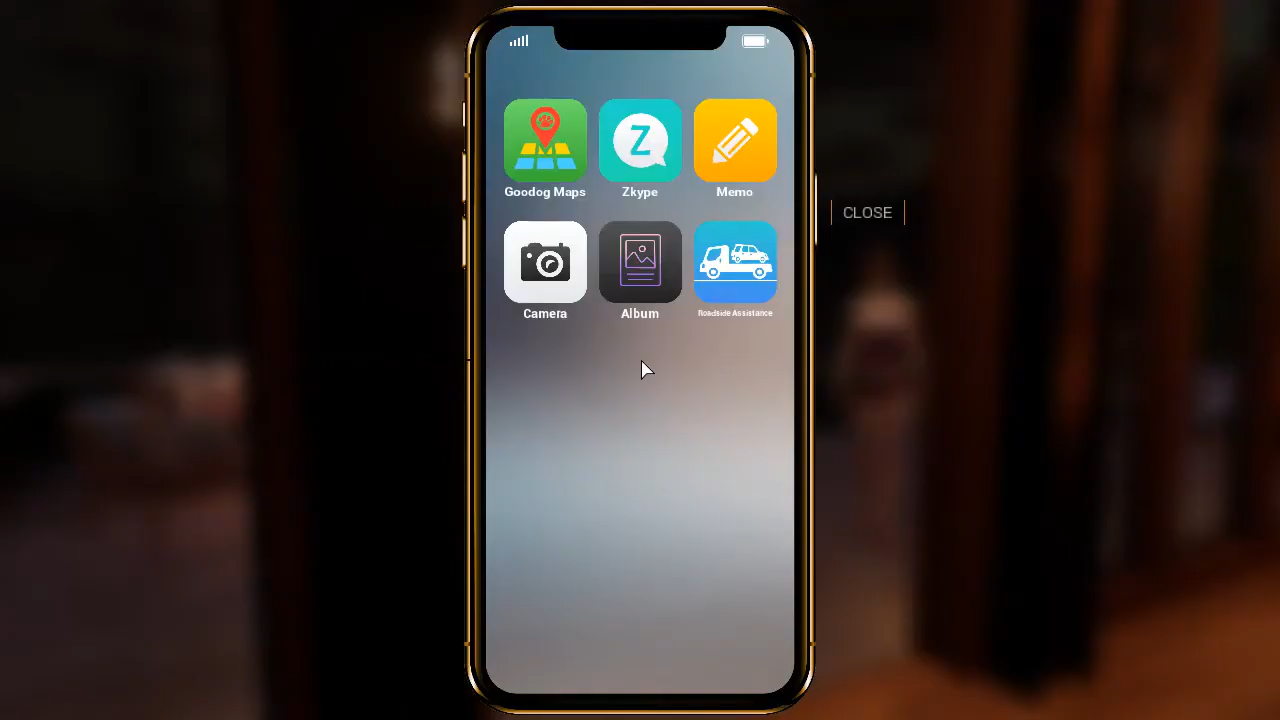 Goodog Maps
Z
Zkype
Memo
CLOSE
Camera
Album
Roadside Assistance